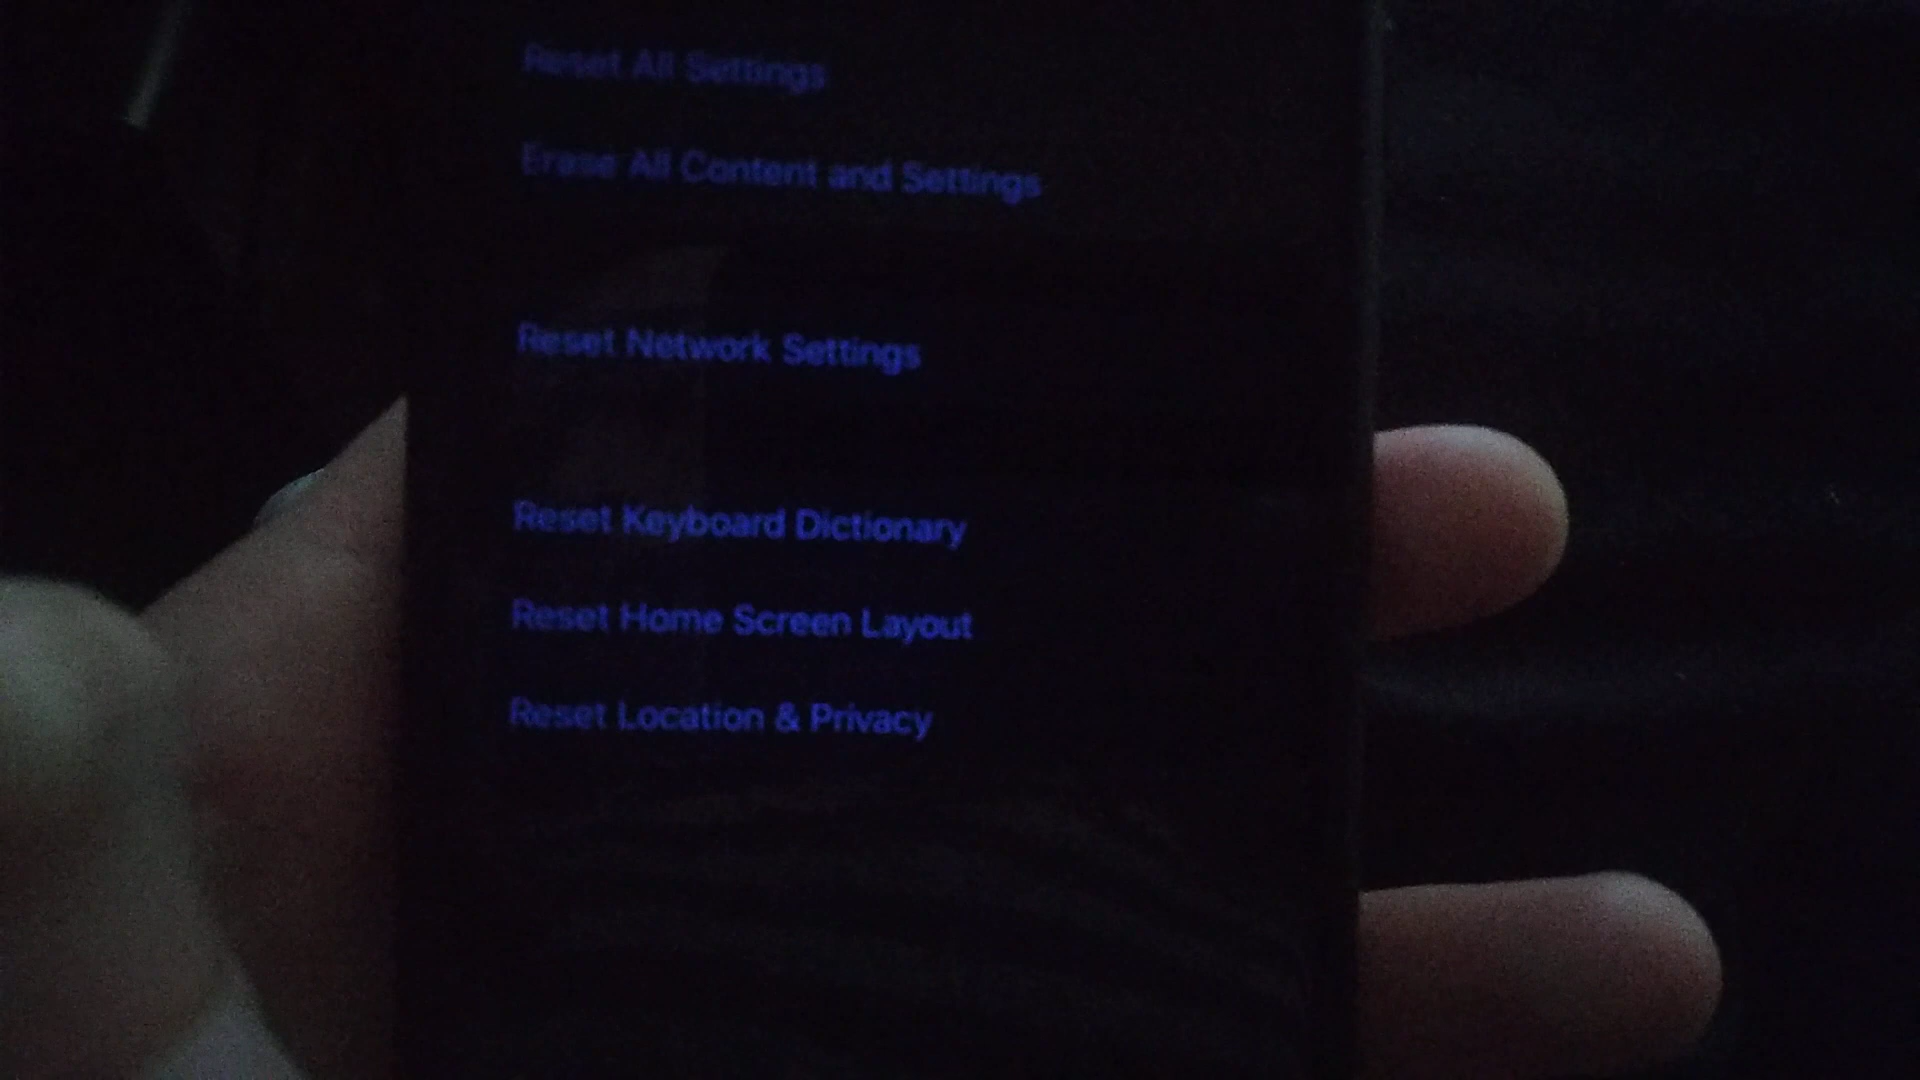 Reset All Settings
Erase All Content and Settings
Reset Network Settings
Reset Keyboard Dictionary
Reset Home Screen Layout
Reset Location & Privacy